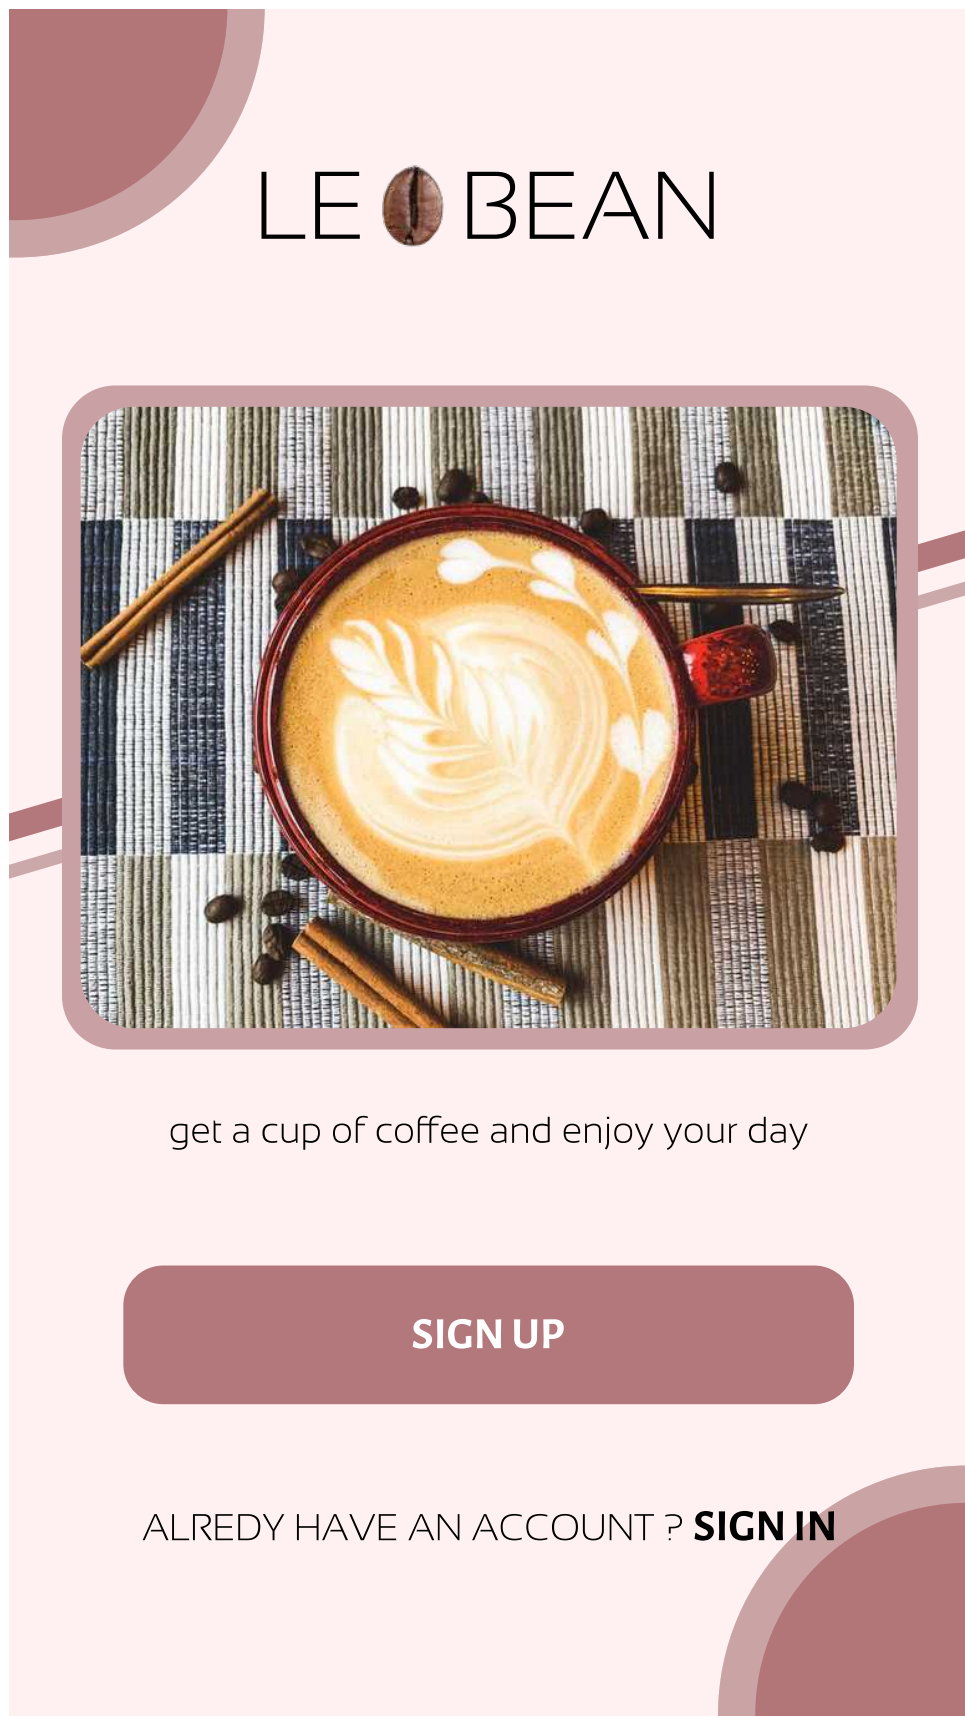 LE BEAN
get a cup of coffee and enjoy your day
SIGN UP
ALREDY HAVE AN ACCOUNT ? SIGN IN